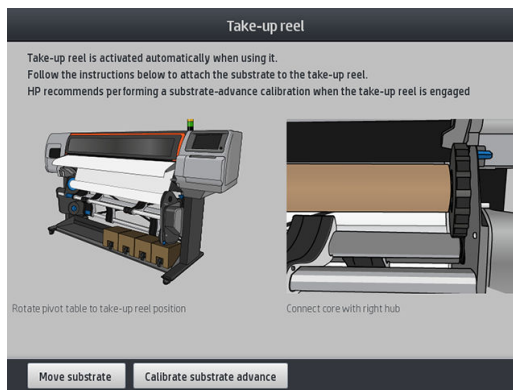 Take-up reel
Take-up reel is activated automatically when using it.
Follow the instructions below to attach the substrate to the take-up reel.
HP recommends performing a substrate-advance calibration when the take-up reel is engaged
Rotate pivot table to take-up reel position
Connect core with right hub
Move substrate
Calibrate substrate advance